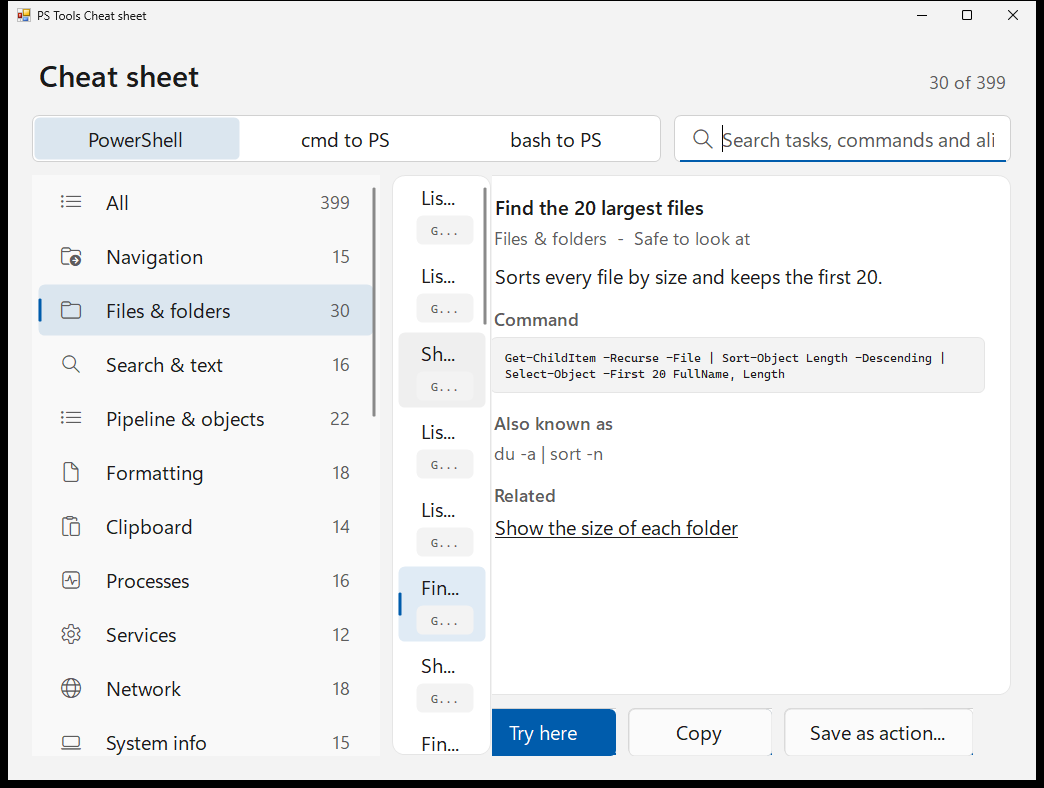 PS Tools Cheat sheet
Cheat sheet
30 of 399
PowerShell
cmd to PS
bash to PS
Search tasks, commands and ali
All 399
Navigation 15
Files & folders 30
Search & text 16
Pipeline & objects 22
Formatting 18
Clipboard 14
Processes 16
Services 12
Network 18
System info 15
Lis...
G...
Lis...
G...
Sh...
G...
Lis...
G...
Lis...
G...
Fin...
G...
Sh...
G...
Fin...
Find the 20 largest files
Files & folders - Safe to look at
Sorts every file by size and keeps the first 20.
Command
Get-ChildItem -Recurse -File | Sort-Object Length -Descending |
Select-Object -First 20 FullName, Length
Also known as
du -a | sort -n
Related
Show the size of each folder
Try here
Copy
Save as action...